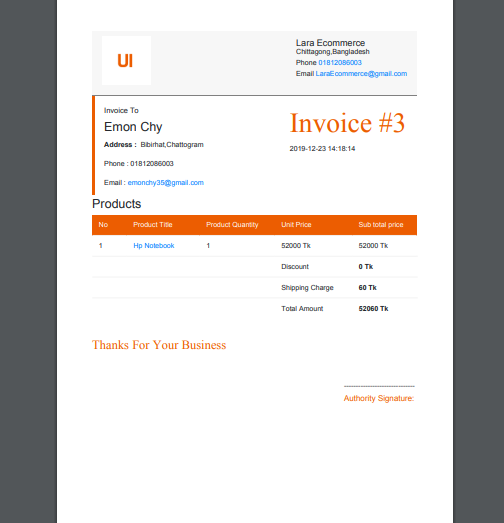 UI
Lara Ecommerce
Chittagong,Bangladesh
Phone 01812086003
Email LaraEcommerce@gmail.com
Invoice To
Emon Chy
Address : Bibirhat,Chattogram
Phone : 01812086003
Email : emonchy35@gmail.com
Invoice #3
2019-12-23 14:18:14
Products
No Product Title Product Quantity Unit Price Sub total price
1 Hp Notebook 1 52000 Tk 52000 Tk
Discount 0 Tk
Shipping Charge 60 Tk
Total Amount 52060 Tk
Thanks For Your Business
----------------------------
Authority Signature: